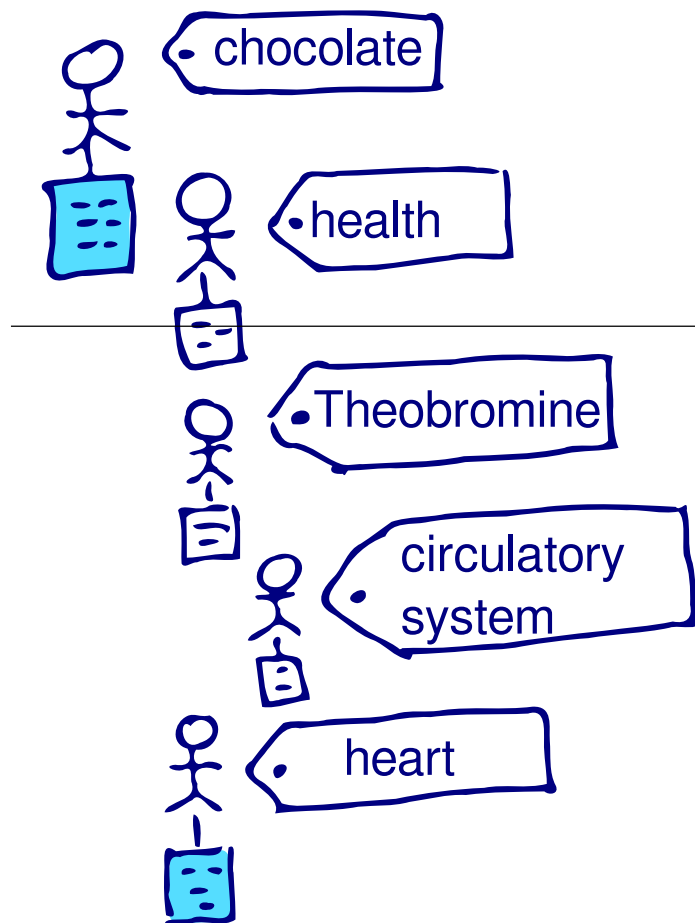 chocolate
health
Theobromine
circulatory
system
heart